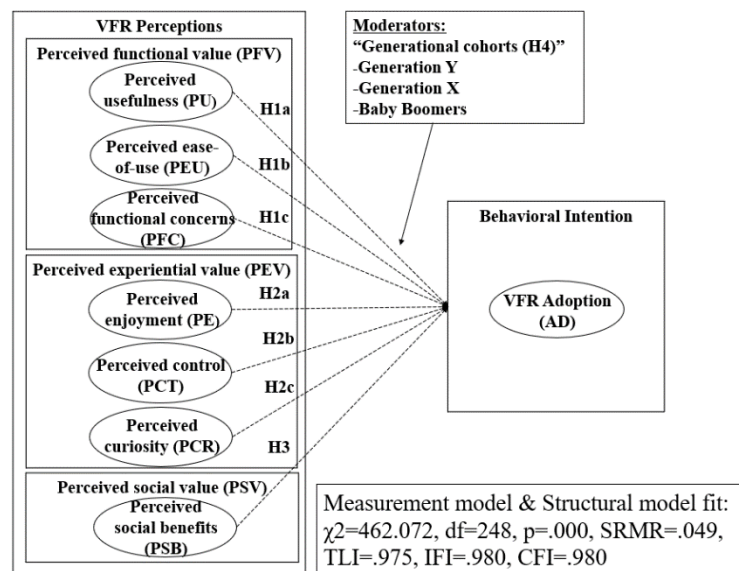 VFR Perceptions
Perceived functional value (PFV)
Perceived
usefulness (PU)
H1a
Perceived ease-
of-use (PEU)
H1b
Perceived
functional concerns
(PFC)
H1c
Perceived experiential value (PEV)
Perceived
enjoyment (PE)
H2a
H2b
Perceived control
(PCT)
H2c
Perceived
curiosity (PCR)
H3
Perceived social value (PSV)
Perceived
social benefits
(PSB)
Moderators:
“Generational cohorts (H4)”
-Generation Y
-Generation X
-Baby Boomers
Behavioral Intention
VFR Adoption
(AD)
Measurement model & Structural model fit:
χ2=462.072, df=248, p=.000, SRMR=.049,
TLI=.975, IFI=.980, CFI=.980